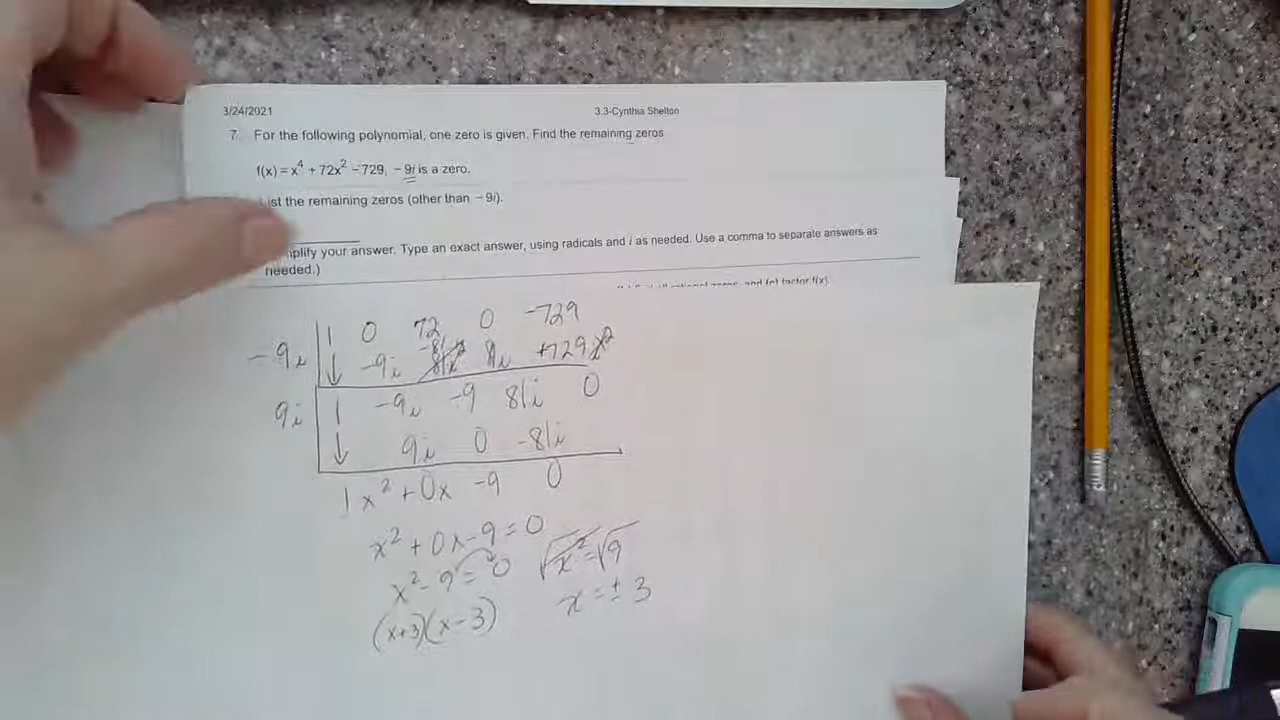 3/24/2021 3.3-Cynthia Shelton
7. For the following polynomial, one zero is given. Find the remaining zeros
f(x) = x⁴ + 72x² − 729, − 9i is a zero.
ist the remaining zeros (other than − 9i).
mplify your answer. Type an exact answer, using radicals and i as needed. Use a comma to separate answers as
needed.)
1 0 72 0 -729
-9i -9i -81 +729
1 -9i -9 81i 0
9i 9i 0 -81i
1x² +0x -9 0
x² + 0x - 9 = 0
x² - 9 = 0 √x² = √9
(x+3)(x-3) x = ± 3